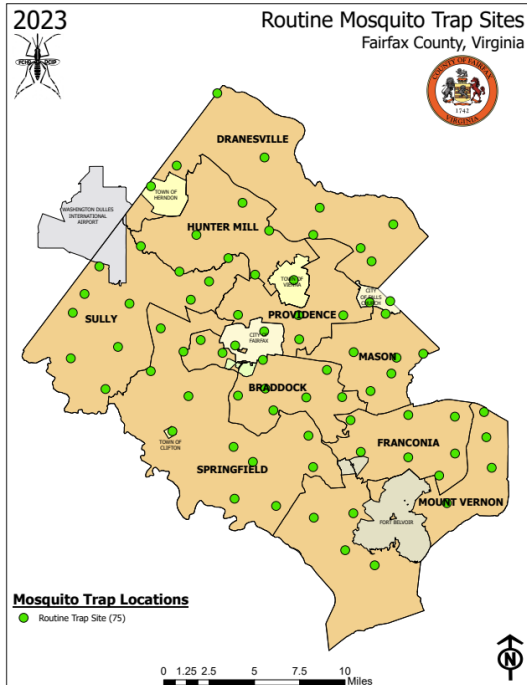 2023
Routine Mosquito Trap Sites
Fairfax County, Virginia
FCHD
DCIP
COUNTY OF FAIRFAX
1742
VIRGINIA
DRANESVILLE
TOWN OF
HERNDON
WASHINGTON DULLES
INTERNATIONAL
AIRPORT
HUNTER MILL
TOWN OF
VIENNA
CITY
OF FALLS
CHURCH
SULLY
PROVIDENCE
CITY OF
FAIRFAX
MASON
BRADDOCK
TOWN OF
CLIFTON
FRANCONIA
SPRINGFIELD
MOUNT VERNON
FORT BELVOIR
Mosquito Trap Locations
Routine Trap Site (75)
0 1.25 2.5 5 7.5 10
Miles
N